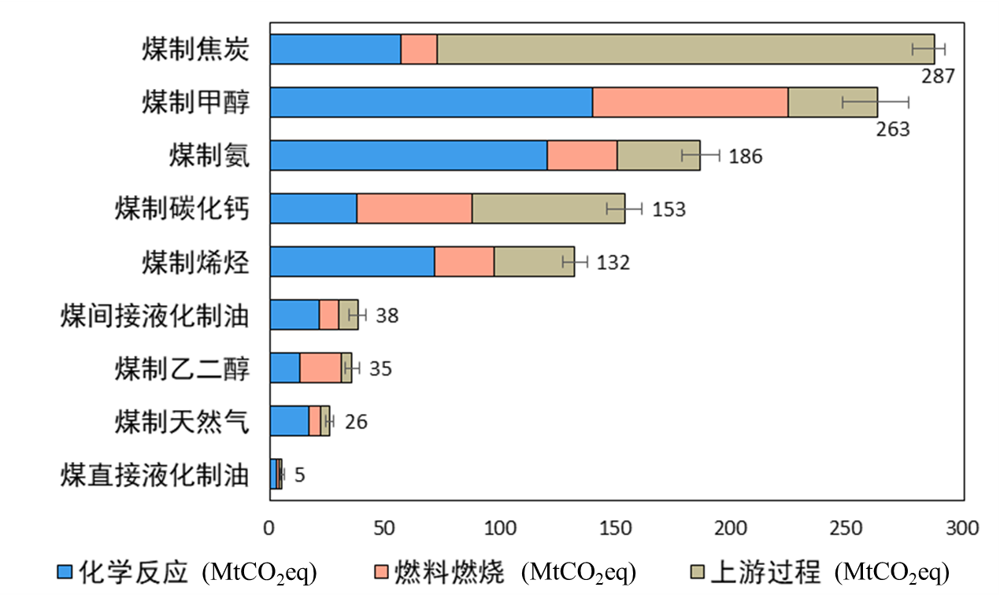 煤制焦炭
287
煤制甲醇
263
煤制氨 186
煤制碳化钙 153
煤制烯烃 132
煤间接液化制油 38
煤制乙二醇 35
煤制天然气 26
煤直接液化制油 5
0 50 100 150 200 250 300
化学反应 (MtCO₂eq) 燃料燃烧 (MtCO₂eq) 上游过程 (MtCO₂eq)